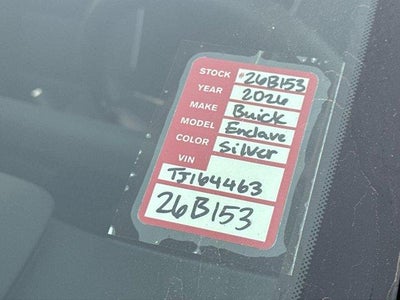 STOCK #26B153
YEAR 2026
MAKE Buick
MODEL Enclave
COLOR Silver
VIN
TJ164463
26B153